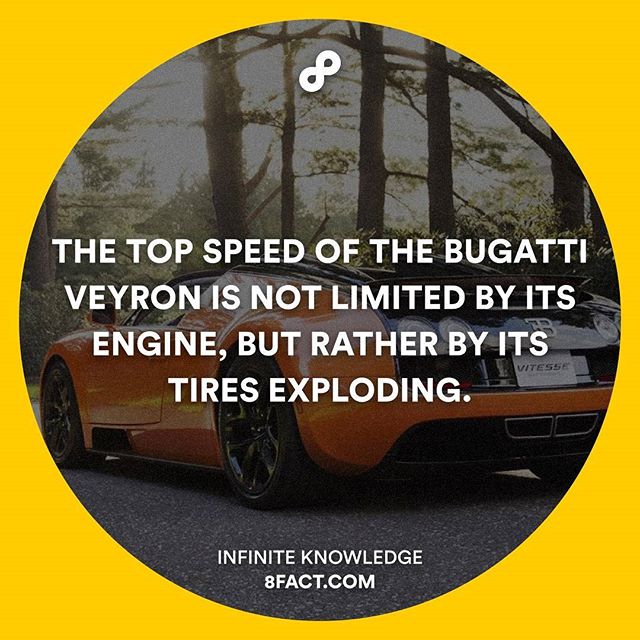 THE TOP SPEED OF THE BUGATTI
VEYRON IS NOT LIMITED BY ITS
ENGINE, BUT RATHER BY ITS
TIRES EXPLODING.
VITESSE
INFINITE KNOWLEDGE
8FACT.COM